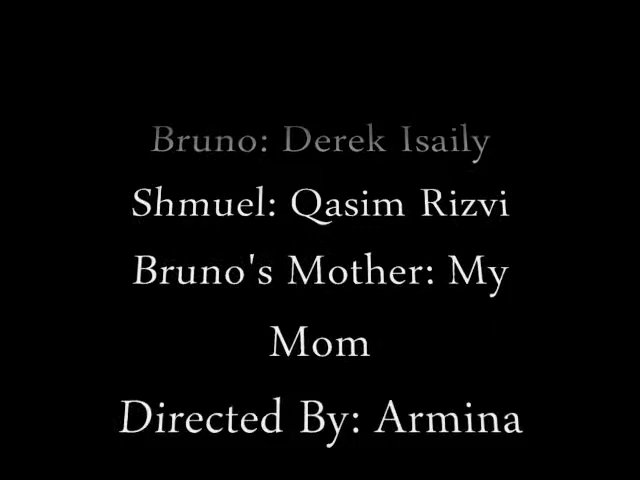 Bruno: Derek Isaily
Shmuel: Qasim Rizvi
Bruno's Mother: My
Mom
Directed By: Armina